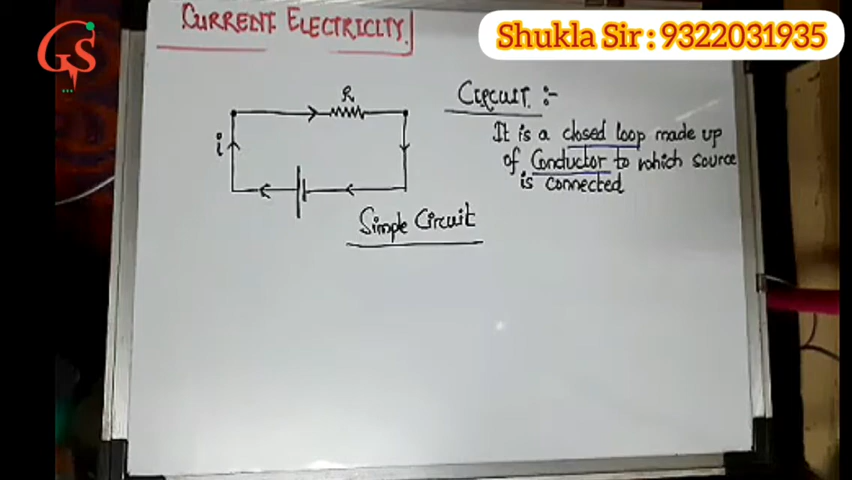 CURRENT ELECTRICITY.
Shukla Sir : 9322031935
GS
R
i
Simple Circuit
CIRCUIT :-
It is a closed loop made up
of Conductor to which source
is connected